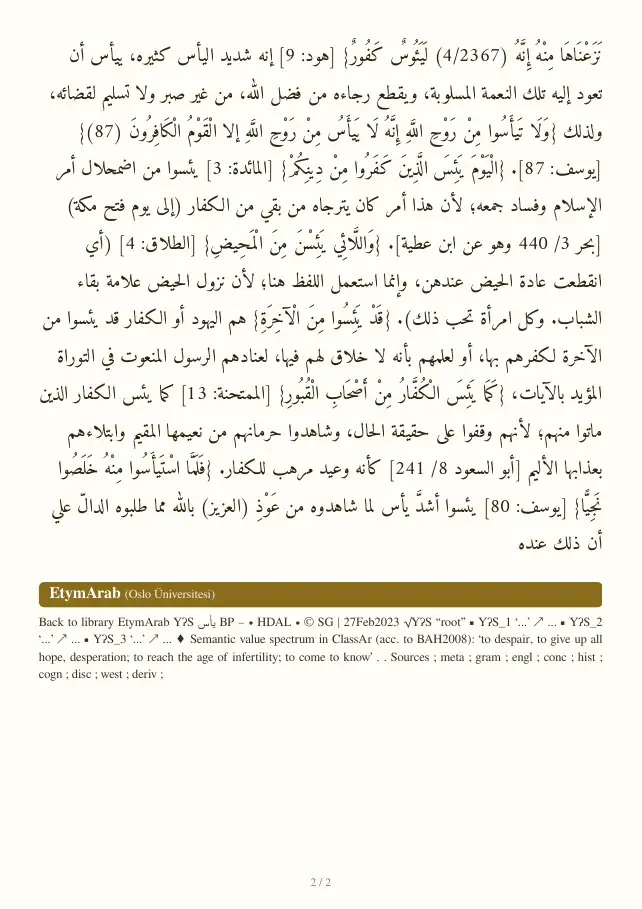 نَزَعْنَاهَا مِنْهُ إِنَّهُ (4/2367) لَيَئُوسٌ كَفُورٌ} [هود: 9] إنه شديد اليأس كثيره، ييأس أن
تعود إليه تلك النعمة المسلوبة، ويقطع رجاءه من فضل الله، من غير صبر ولا تسليم لقضائه،
ولذلك {وَلَا تَيأَسُوا مِنْ رَوْحِ اللَّهِ إِنَّهُ لَا يَيأَسُ مِنْ رَوْحِ اللَّهِ إلا الْقَوْمُ الْكَافِرُونَ (87)}
[يوسف: 87]. {الْيَوْمَ يَئِسَ الَّذِينَ كَفَرُوا مِنْ دِينِكُمْ} [المائدة: 3] يئسوا من اضمحلال أمر
الإسلام وفساد جمعه؛ لأن هذا أمر كان يترجاه من بقي من الكفار (إلى يوم فتح مكة)
[بحر 3/ 440 وهو عن ابن عطية]. {وَاللَّائِي يَئِسْنَ مِنَ الْمَحِيضِ} [الطلاق: 4] (أي
انقطعت عادة الحيض عندهن، وإنما استعمل اللفظ هنا؛ لأن نزول الحيض علامة بقاء
الشباب. وكل امرأة تحب ذلك). {قَدْ يَئِسُوا مِنَ الْآخِرَةِ} هم اليهود أو الكفار قد يئسوا من
الآخرة لكفرهم بها، أو لعلمهم بأنه لا خلاق لهم فيها، لعنادهم الرسول المنعوت في التوراة
المؤيد بالآيات، {كَمَا يَئِسَ الْكُفَّارُ مِنْ أَصْحَابِ الْقُبُورِ} [الممتحنة: 13] كما يئس الكفار الذين
ماتوا منهم؛ لأنهم وقفوا على حقيقة الحال، وشاهدوا حرمانهم من نعيمها المقيم وابتلاءهم
بعذابها الأليم [أبو السعود 8/ 241] كأنه وعيد مرهب للكفار. {فَلَمَّا اسْتَيأَسُوا مِنْهُ خَلَصُوا
نَجِيًّا} [يوسف: 80] يئسوا أشدَّ يأس لما شاهدوه من عَوْذِ (العزيز) بالله مما طلبوه الدالّ علي
أن ذلك عنده
EtymArab (Oslo Üniversitesi)
Back to library EtymArab YʔS يأس BP – • HDAL • © SG | 27Feb2023 √YʔS “root” ▪ YʔS_1 ‘...’ ↗ ... ▪ YʔS_2
‘...’ ↗ ... ▪ YʔS_3 ‘...’ ↗ ... ♦ Semantic value spectrum in ClassAr (acc. to BAH2008): ‘to despair, to give up all
hope, desperation; to reach the age of infertility; to come to know’ . . Sources ; meta ; gram ; engl ; conc ; hist ;
cogn ; disc ; west ; deriv ;
2 / 2